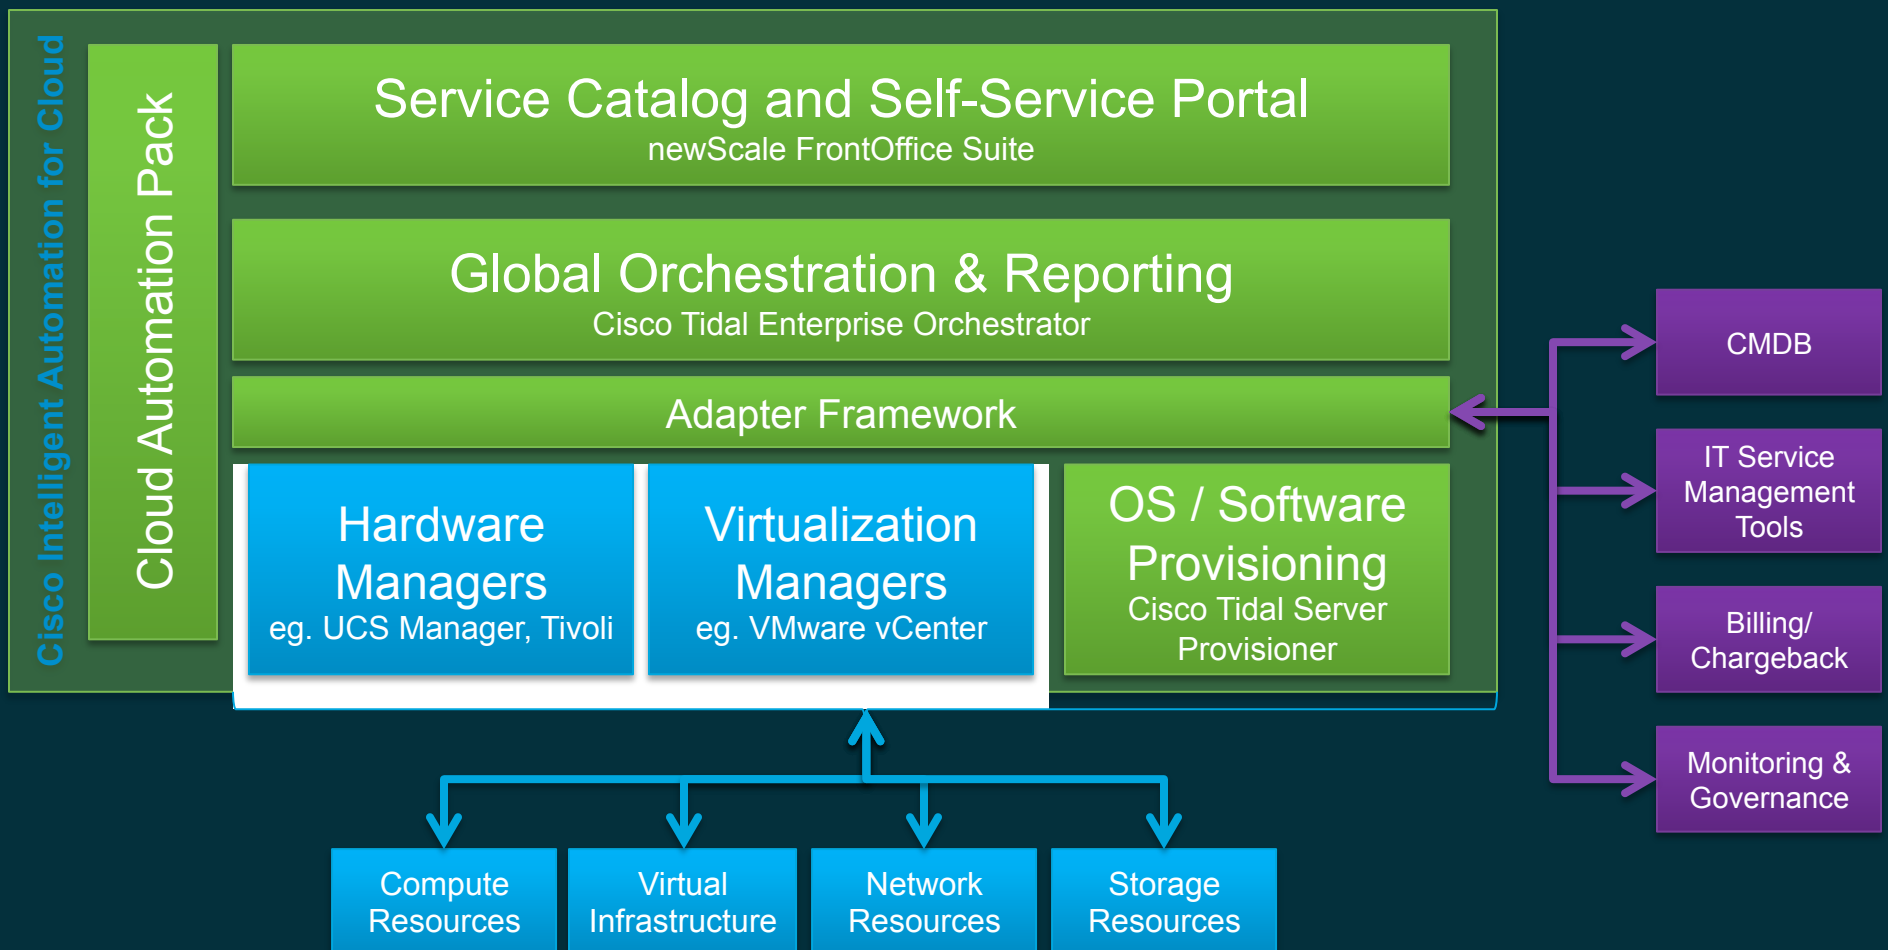 Cisco Intelligent Automation for Cloud
Cloud Automation Pack
Service Catalog and Self-Service Portal
newScale FrontOffice Suite
Global Orchestration & Reporting
Cisco Tidal Enterprise Orchestrator
Adapter Framework
Hardware
Managers
eg. UCS Manager, Tivoli
Virtualization
Managers
eg. VMware vCenter
OS / Software
Provisioning
Cisco Tidal Server
Provisioner
CMDB
IT Service
Management
Tools
Billing/
Chargeback
Monitoring &
Governance
Compute
Resources
Virtual
Infrastructure
Network
Resources
Storage
Resources